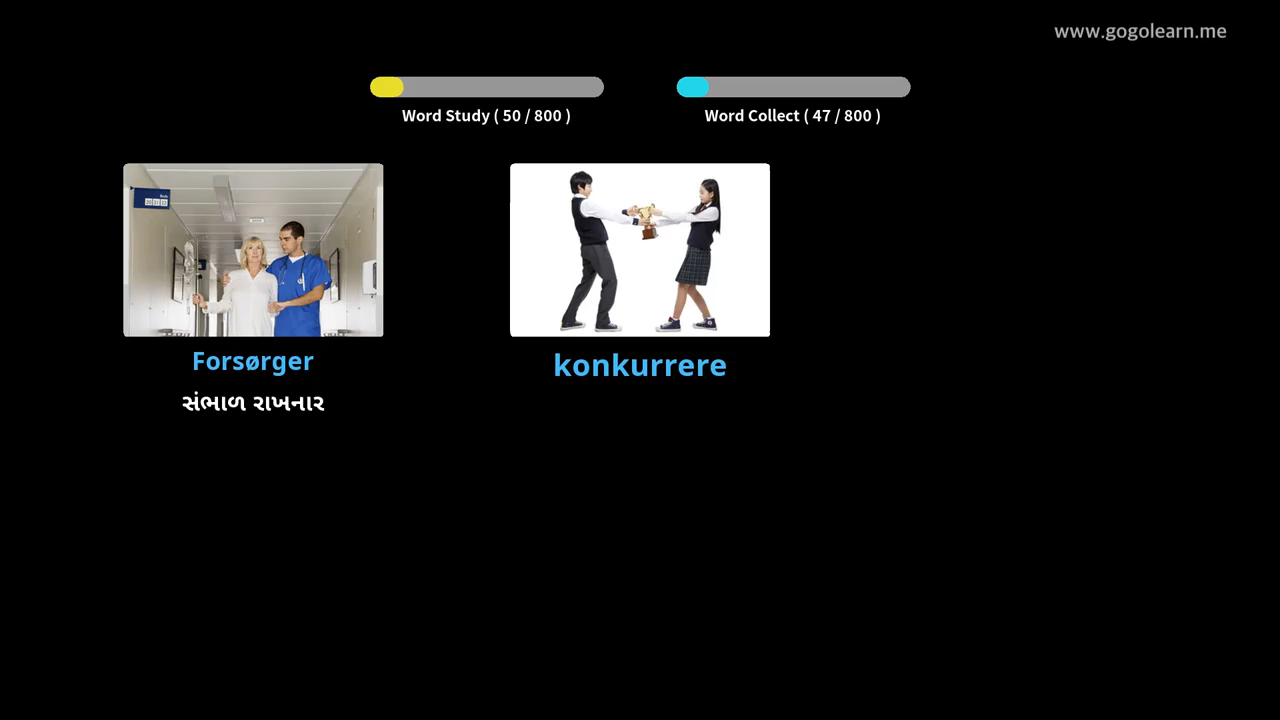 www.gogolearn.me
Word Study ( 50 / 800 )
Word Collect ( 47 / 800 )
Forsørger
સંભાળ રાખનાર
konkurrere